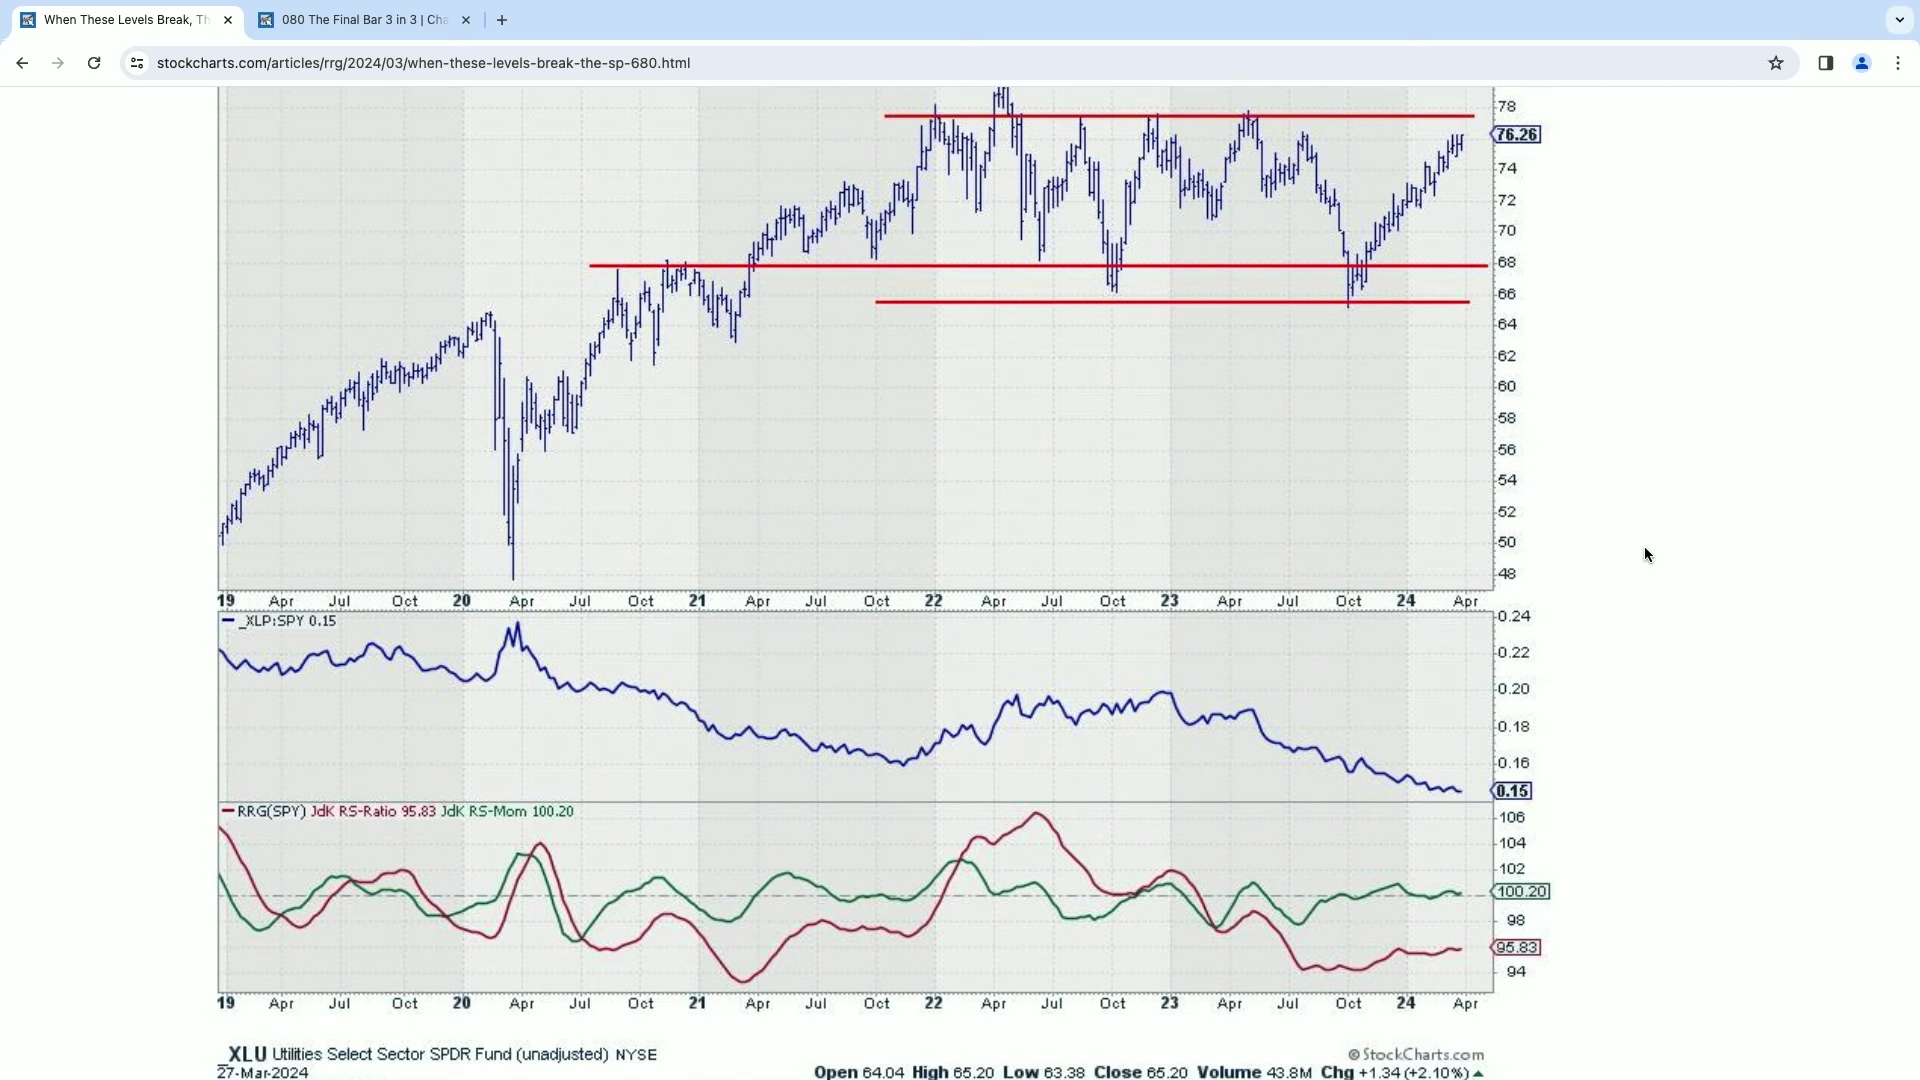 When These Levels Break, Th
080 The Final Bar 3 in 3 | Cha
stockcharts.com/articles/rrg/2024/03/when-these-levels-break-the-sp-680.html
78
76.26
74
72
70
68
66
64
62
60
58
56
54
52
50
48
19 Apr Jul Oct 20 Apr Jul Oct 21 Apr Jul Oct 22 Apr Jul Oct 23 Apr Jul Oct 24 Apr
_XLP:SPY 0.15
0.24
0.22
0.20
0.18
0.16
0.15
RRG(SPY) JdK RS-Ratio 95.83 JdK RS-Mom 100.20
106
104
102
100.20
98
95.83
94
19 Apr Jul Oct 20 Apr Jul Oct 21 Apr Jul Oct 22 Apr Jul Oct 23 Apr Jul Oct 24 Apr
_XLU Utilities Select Sector SPDR Fund (unadjusted) NYSE
© StockCharts.com
27-Mar-2024
Open 64.04 High 65.20 Low 63.38 Close 65.20 Volume 43.8M Chg +1.34 (+2.10%)